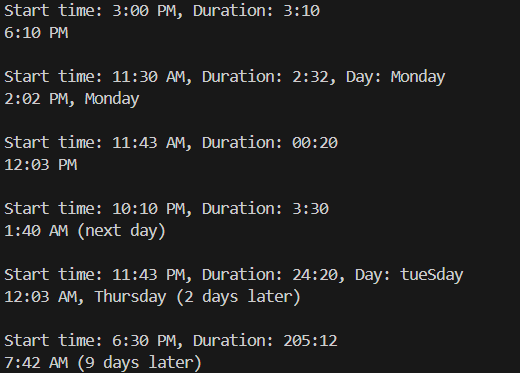 Start time: 3:00 PM, Duration: 3:10
6:10 PM
Start time: 11:30 AM, Duration: 2:32, Day: Monday
2:02 PM, Monday
Start time: 11:43 AM, Duration: 00:20
12:03 PM
Start time: 10:10 PM, Duration: 3:30
1:40 AM (next day)
Start time: 11:43 PM, Duration: 24:20, Day: tueSday
12:03 AM, Thursday (2 days later)
Start time: 6:30 PM, Duration: 205:12
7:42 AM (9 days later)